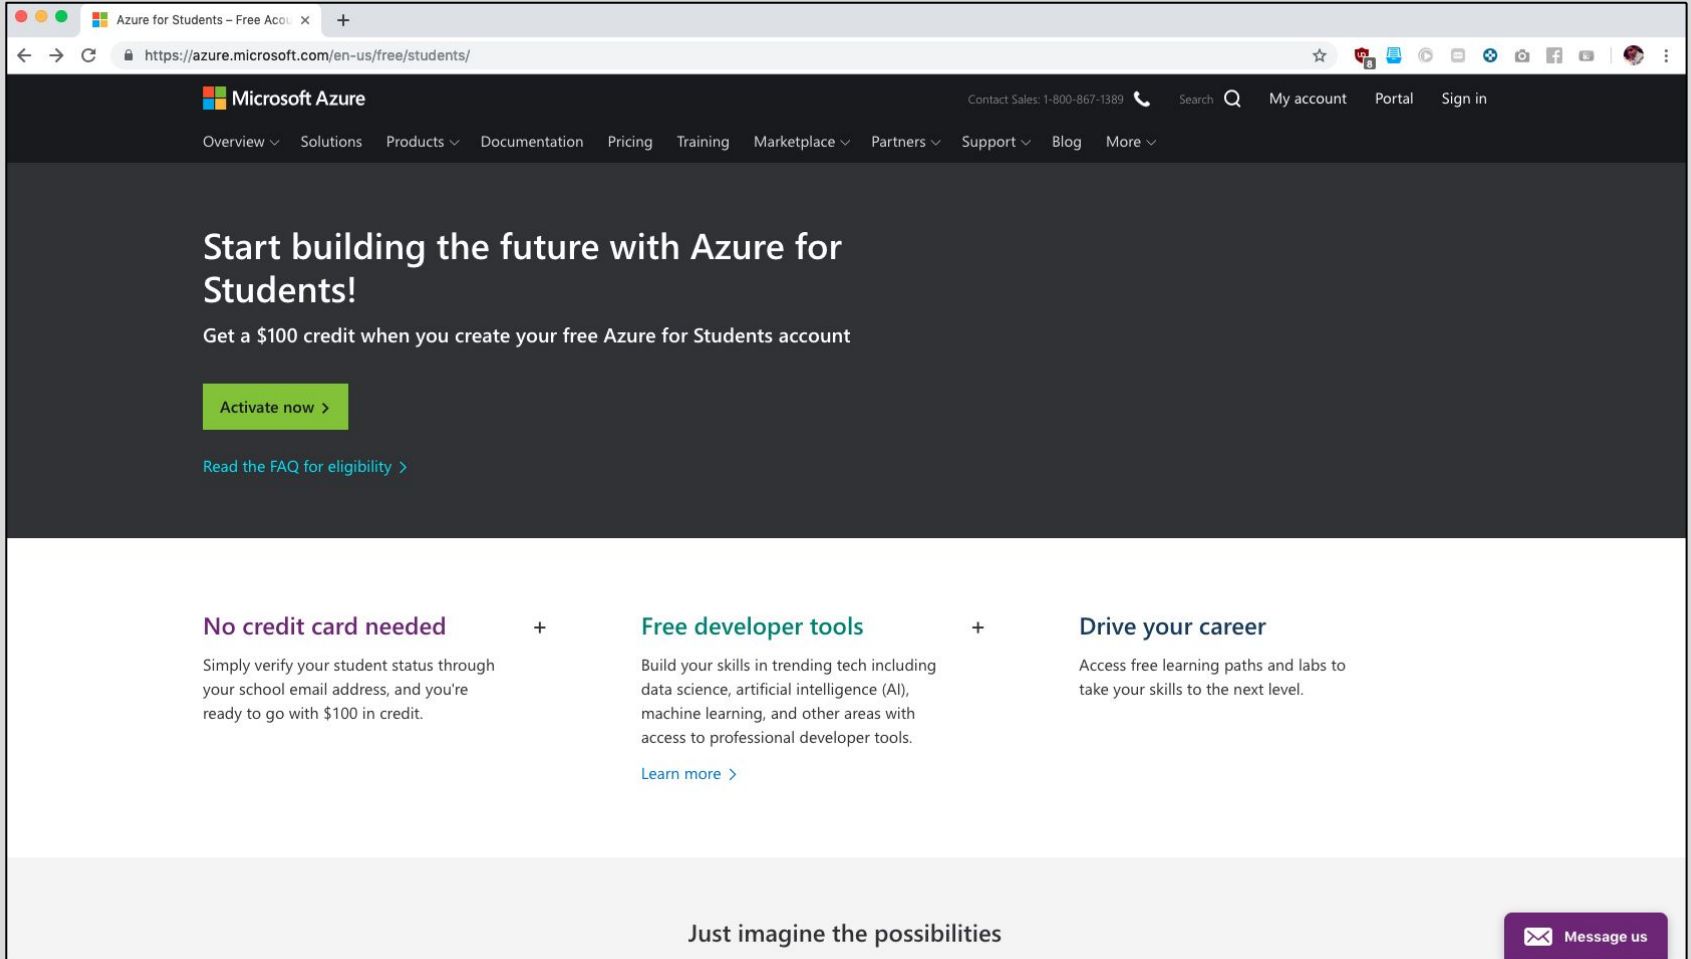 Azure for Students – Free Acou
https://azure.microsoft.com/en-us/free/students/
8
Microsoft Azure
Contact Sales: 1-800-867-1389 Search My account Portal Sign in
Overview Solutions Products Documentation Pricing Training Marketplace Partners Support Blog More
Start building the future with Azure for
Students!
Get a $100 credit when you create your free Azure for Students account
Activate now
Read the FAQ for eligibility
No credit card needed
Simply verify your student status through
your school email address, and you're
ready to go with $100 in credit.
Free developer tools
Build your skills in trending tech including
data science, artificial intelligence (AI),
machine learning, and other areas with
access to professional developer tools.
Learn more
Drive your career
Access free learning paths and labs to
take your skills to the next level.
Just imagine the possibilities
Message us